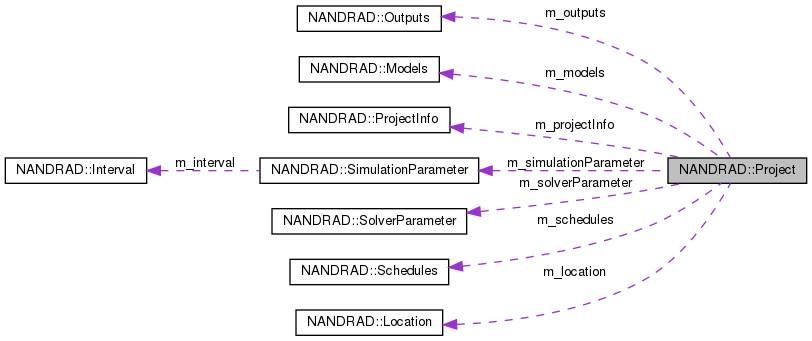 NANDRAD::Outputs
m_outputs
NANDRAD::Models
m_models
NANDRAD::ProjectInfo
m_projectInfo
NANDRAD::Interval
m_interval
NANDRAD::SimulationParameter
m_simulationParameter
NANDRAD::Project
m_solverParameter
NANDRAD::SolverParameter
m_schedules
NANDRAD::Schedules
m_location
NANDRAD::Location